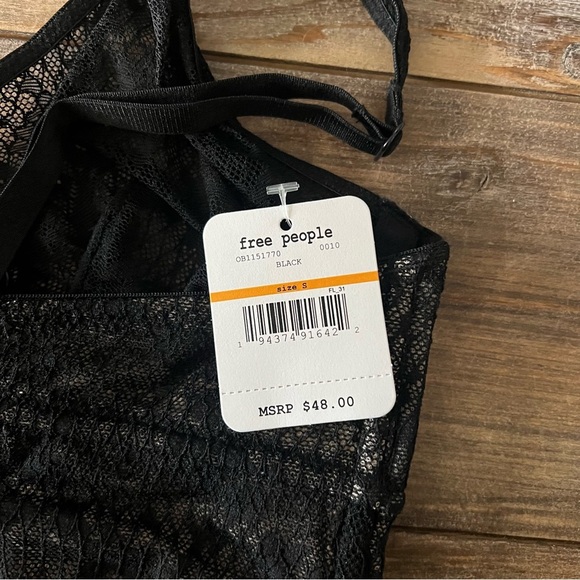 free people
OB1151770 0010
BLACK
size S FL_31
1 94374 91642 2
MSRP $48.00